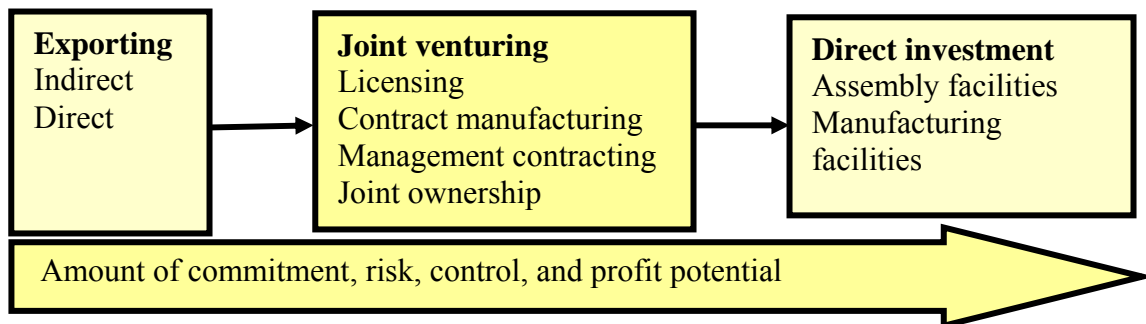 Exporting
Indirect
Direct
Joint venturing
Licensing
Contract manufacturing
Management contracting
Joint ownership
Direct investment
Assembly facilities
Manufacturing
facilities
Amount of commitment, risk, control, and profit potential